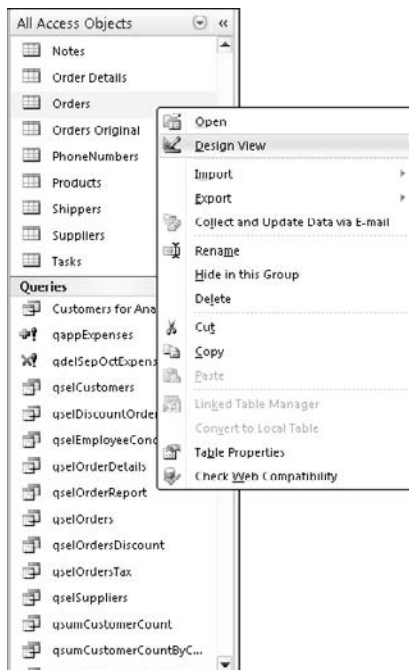 All Access Objects
Notes
Order Details
Orders
Orders Original
PhoneNumbers
Products
Shippers
Suppliers
Tasks
Queries
Customers for Ana
qappExpenses
qdelSepOctExpens
qselCustomers
qselDiscountOrder
qselEmployeeCond
qselOrderDetails
qselOrderReport
qselOrders
qselOrdersDiscount
qselOrdersTax
qselSuppliers
qsumCustomerCount
qsumCustomerCountByC...
Open
Design View
Import
Export
Collect and Update Data via E-mail
Rename
Hide in this Group
Delete
Cut
Copy
Paste
Linked Table Manager
Convert to Local Table
Table Properties
Check Web Compatibility